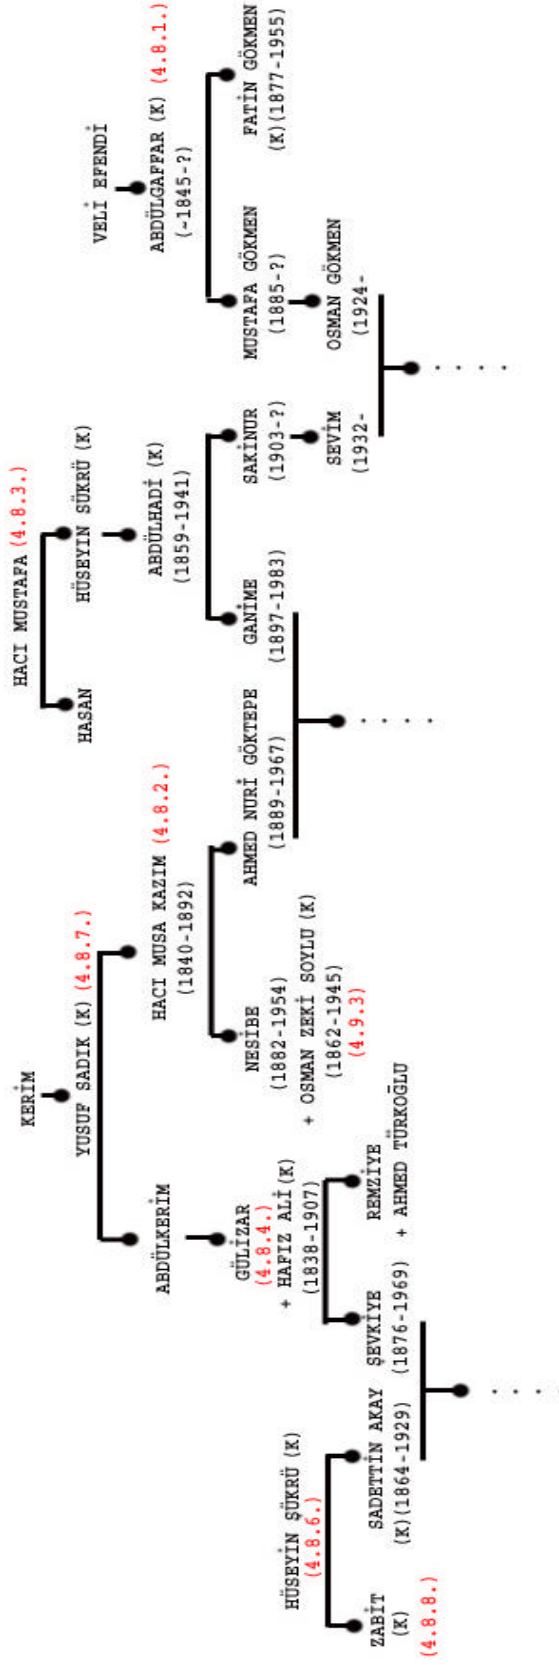 KERİM
YUSUF SADIK (K) (4.8.7.)
ABDÜLKERİM
HACI MUSA KAZIM (4.8.2.)
(1840-1892)
GÜLİZAR
(4.8.4.)
+ HAFIZ ALİ (K)
(1838-1907)
NESİBE
(1882-1954)
+ OSMAN ZEKİ SOYLU (K)
(1862-1945)
(4.9.3)
AHMED NURİ GÖKTEPE
(1889-1967)
HÜSEYİN ŞÜKRÜ (K)
(4.8.6.)
ZABİT
(K)
(4.8.8.)
SADETTİN AKAY
(K) (1864-1929)
ŞEVKİYE
(1876-1969)
REMZİYE
+ AHMED TÜRKOĞLU
. . . .
HACI MUSTAFA (4.8.3.)
HASAN
HÜSEYIN SÜKRÜ (K)
ABDÜLHADİ (K)
(1859-1941)
GANİME
(1897-1983)
SAKİNUR
(1903-?)
SEVİM
(1932-
. . . .
VELİ EFENDİ
ABDÜLGAFFAR (K) (4.8.1.)
(~1845-?)
MUSTAFA GÖKMEN
(1885-?)
FATİN GÖKMEN
(K) (1877-1955)
OSMAN GÖKMEN
(1924-
. . . .